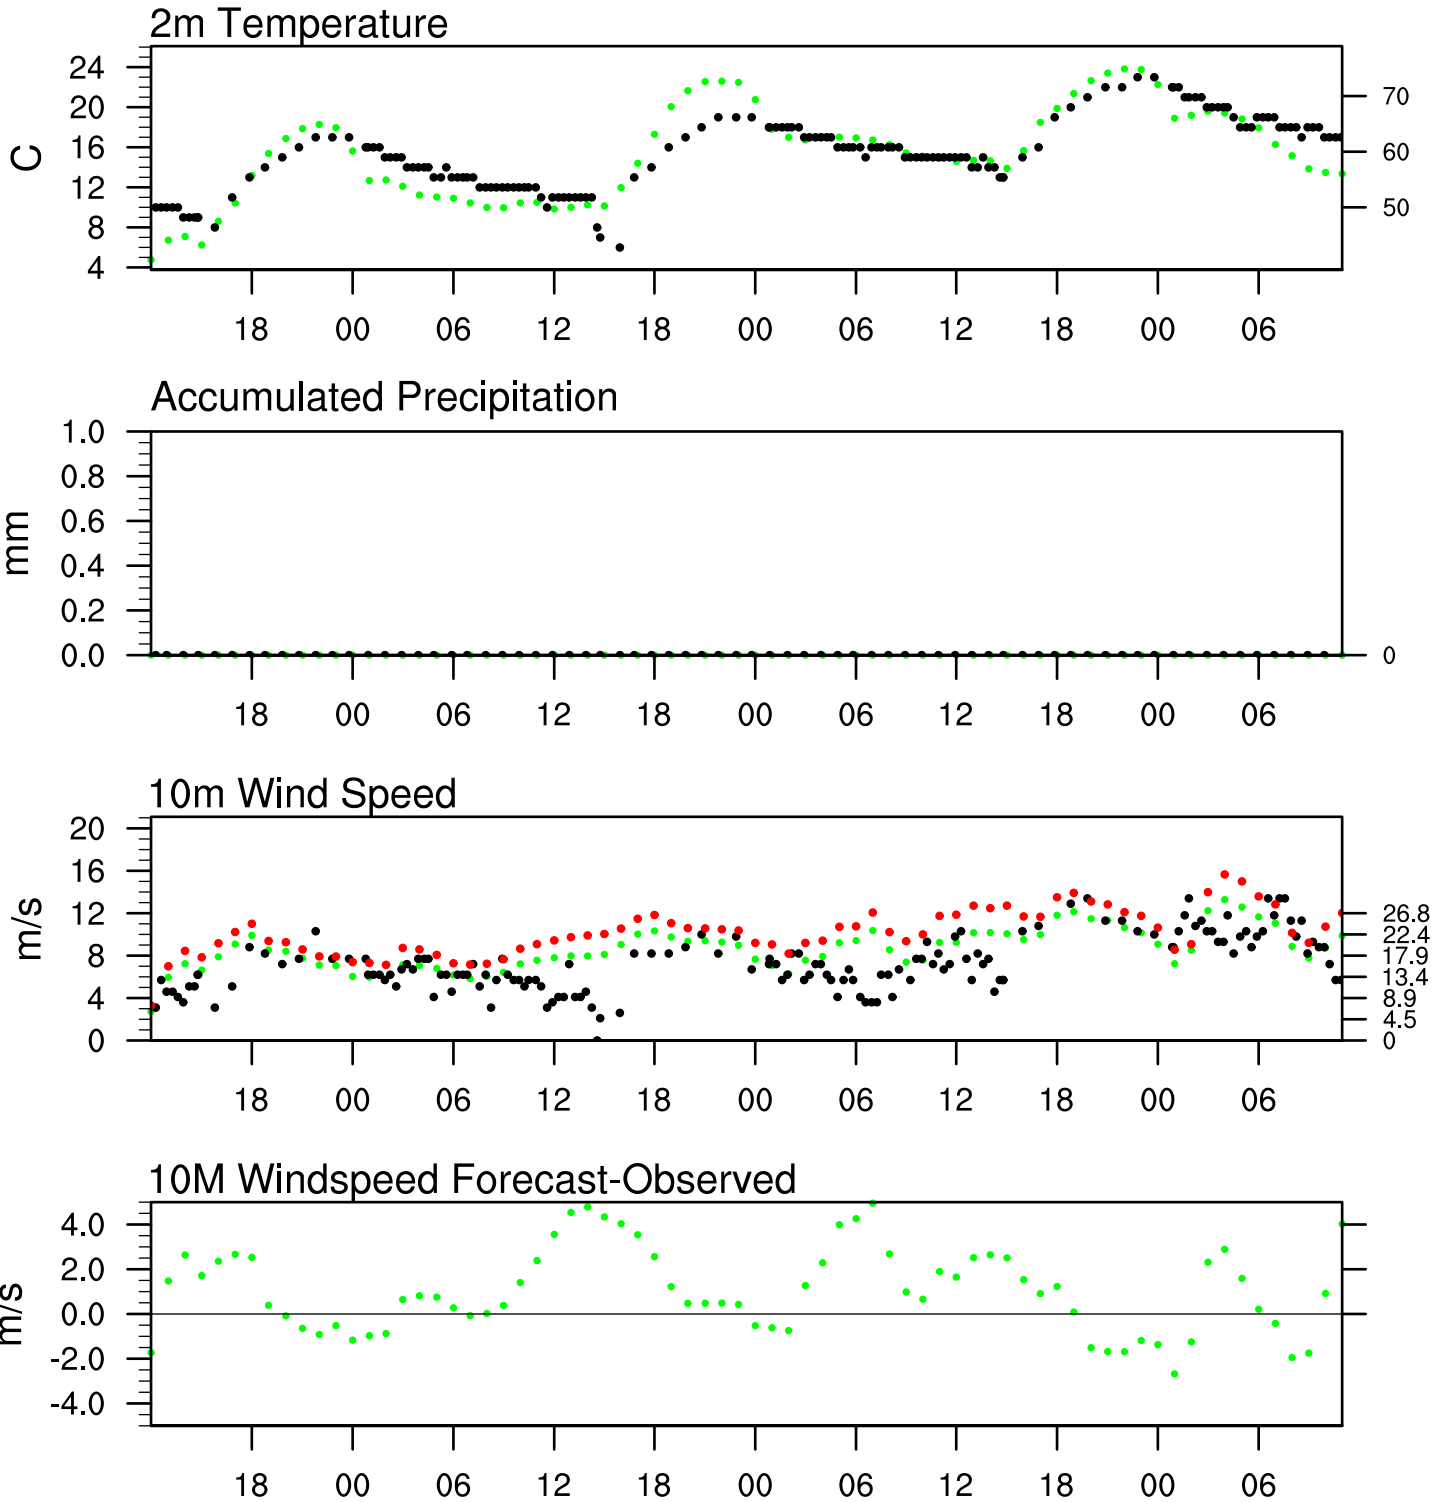 2m Temperature
24
20
16
12
8
4
C
70
60
50
18 00 06 12 18 00 06 12 18 00 06
Accumulated Precipitation
1.0
0.8
0.6
0.4
0.2
0.0
mm
0
18 00 06 12 18 00 06 12 18 00 06
10m Wind Speed
20
16
12
8
4
0
m/s
26.8
22.4
17.9
13.4
8.9
4.5
0
18 00 06 12 18 00 06 12 18 00 06
10M Windspeed Forecast-Observed
4.0
2.0
0.0
-2.0
-4.0
m/s
18 00 06 12 18 00 06 12 18 00 06